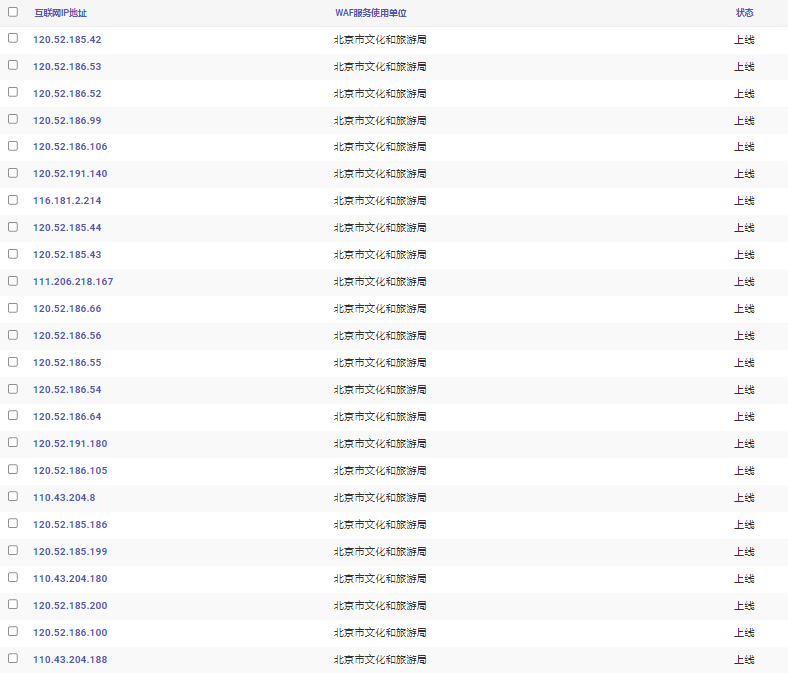 互联网IP地址 WAF服务使用单位 状态
120.52.185.42 北京市文化和旅游局 上线
120.52.186.53 北京市文化和旅游局 上线
120.52.186.52 北京市文化和旅游局 上线
120.52.186.99 北京市文化和旅游局 上线
120.52.186.106 北京市文化和旅游局 上线
120.52.191.140 北京市文化和旅游局 上线
116.181.2.214 北京市文化和旅游局 上线
120.52.185.44 北京市文化和旅游局 上线
120.52.185.43 北京市文化和旅游局 上线
111.206.218.167 北京市文化和旅游局 上线
120.52.186.66 北京市文化和旅游局 上线
120.52.186.56 北京市文化和旅游局 上线
120.52.186.55 北京市文化和旅游局 上线
120.52.186.54 北京市文化和旅游局 上线
120.52.186.64 北京市文化和旅游局 上线
120.52.191.180 北京市文化和旅游局 上线
120.52.186.105 北京市文化和旅游局 上线
110.43.204.8 北京市文化和旅游局 上线
120.52.185.186 北京市文化和旅游局 上线
120.52.185.199 北京市文化和旅游局 上线
110.43.204.180 北京市文化和旅游局 上线
120.52.185.200 北京市文化和旅游局 上线
120.52.186.100 北京市文化和旅游局 上线
110.43.204.188 北京市文化和旅游局 上线